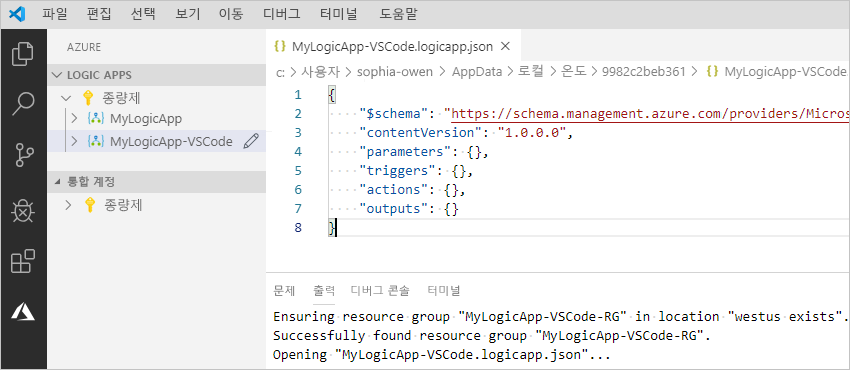 파일 편집 선택 보기 이동 디버그 터미널 도움말
AZURE
LOGIC APPS
종량제
MyLogicApp
MyLogicApp-VSCode
통합 계정
종량제
{} MyLogicApp-VSCode.logicapp.json ×
C: > 사용자 > sophia-owen > AppData > 로컬 > 온도 > 9982c2beb361 > {} MyLogicApp-VSCode.
1 {
2 "$schema": "https://schema.management.azure.com/providers/Micros
3 "contentVersion": "1.0.0.0",
4 "parameters": {},
5 "triggers": {},
6 "actions": {},
7 "outputs": {}
8 }
문제 출력 디버그 콘솔 터미널
Ensuring resource group "MyLogicApp-VSCode-RG" in location "westus exists".
Successfully found resource group "MyLogicApp-VSCode-RG".
Opening "MyLogicApp-VSCode.logicapp.json"...